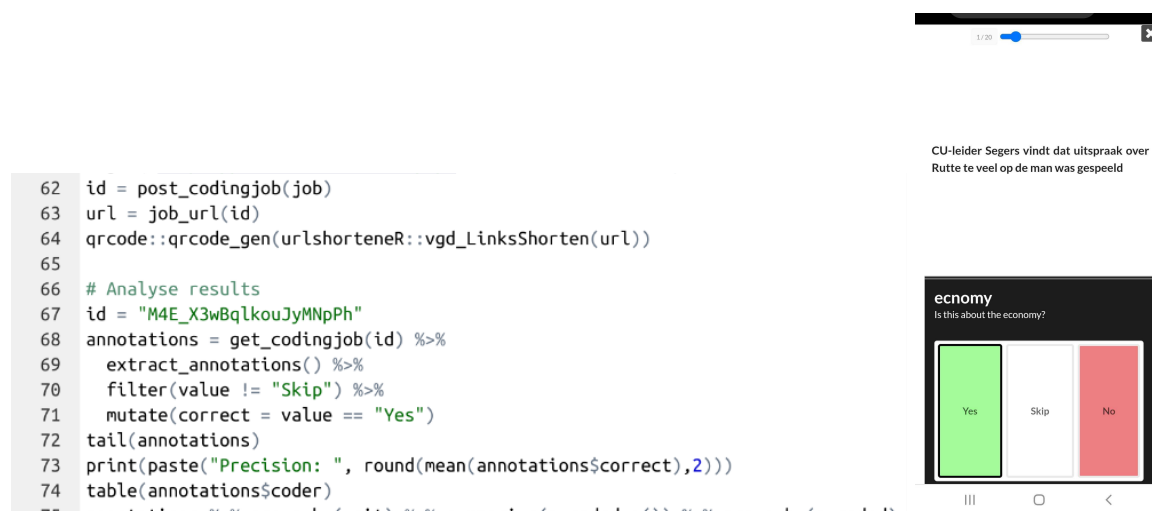 62 id = post_codingjob(job)
63 url = job_url(id)
64 qrcode::qrcode_gen(urlshorteneR::vgd_LinksShorten(url))
65
66 # Analyse results
67 id = "M4E_X3wBqlkouJyMNpPh"
68 annotations = get_codingjob(id) %>%
69 extract_annotations() %>%
70 filter(value != "Skip") %>%
71 mutate(correct = value == "Yes")
72 tail(annotations)
73 print(paste("Precision: ", round(mean(annotations$correct),2)))
74 table(annotations$coder)
1/20
CU-leider Segers vindt dat uitspraak over
Rutte te veel op de man was gespeeld
ecnomy
Is this about the economy?
Yes Skip No